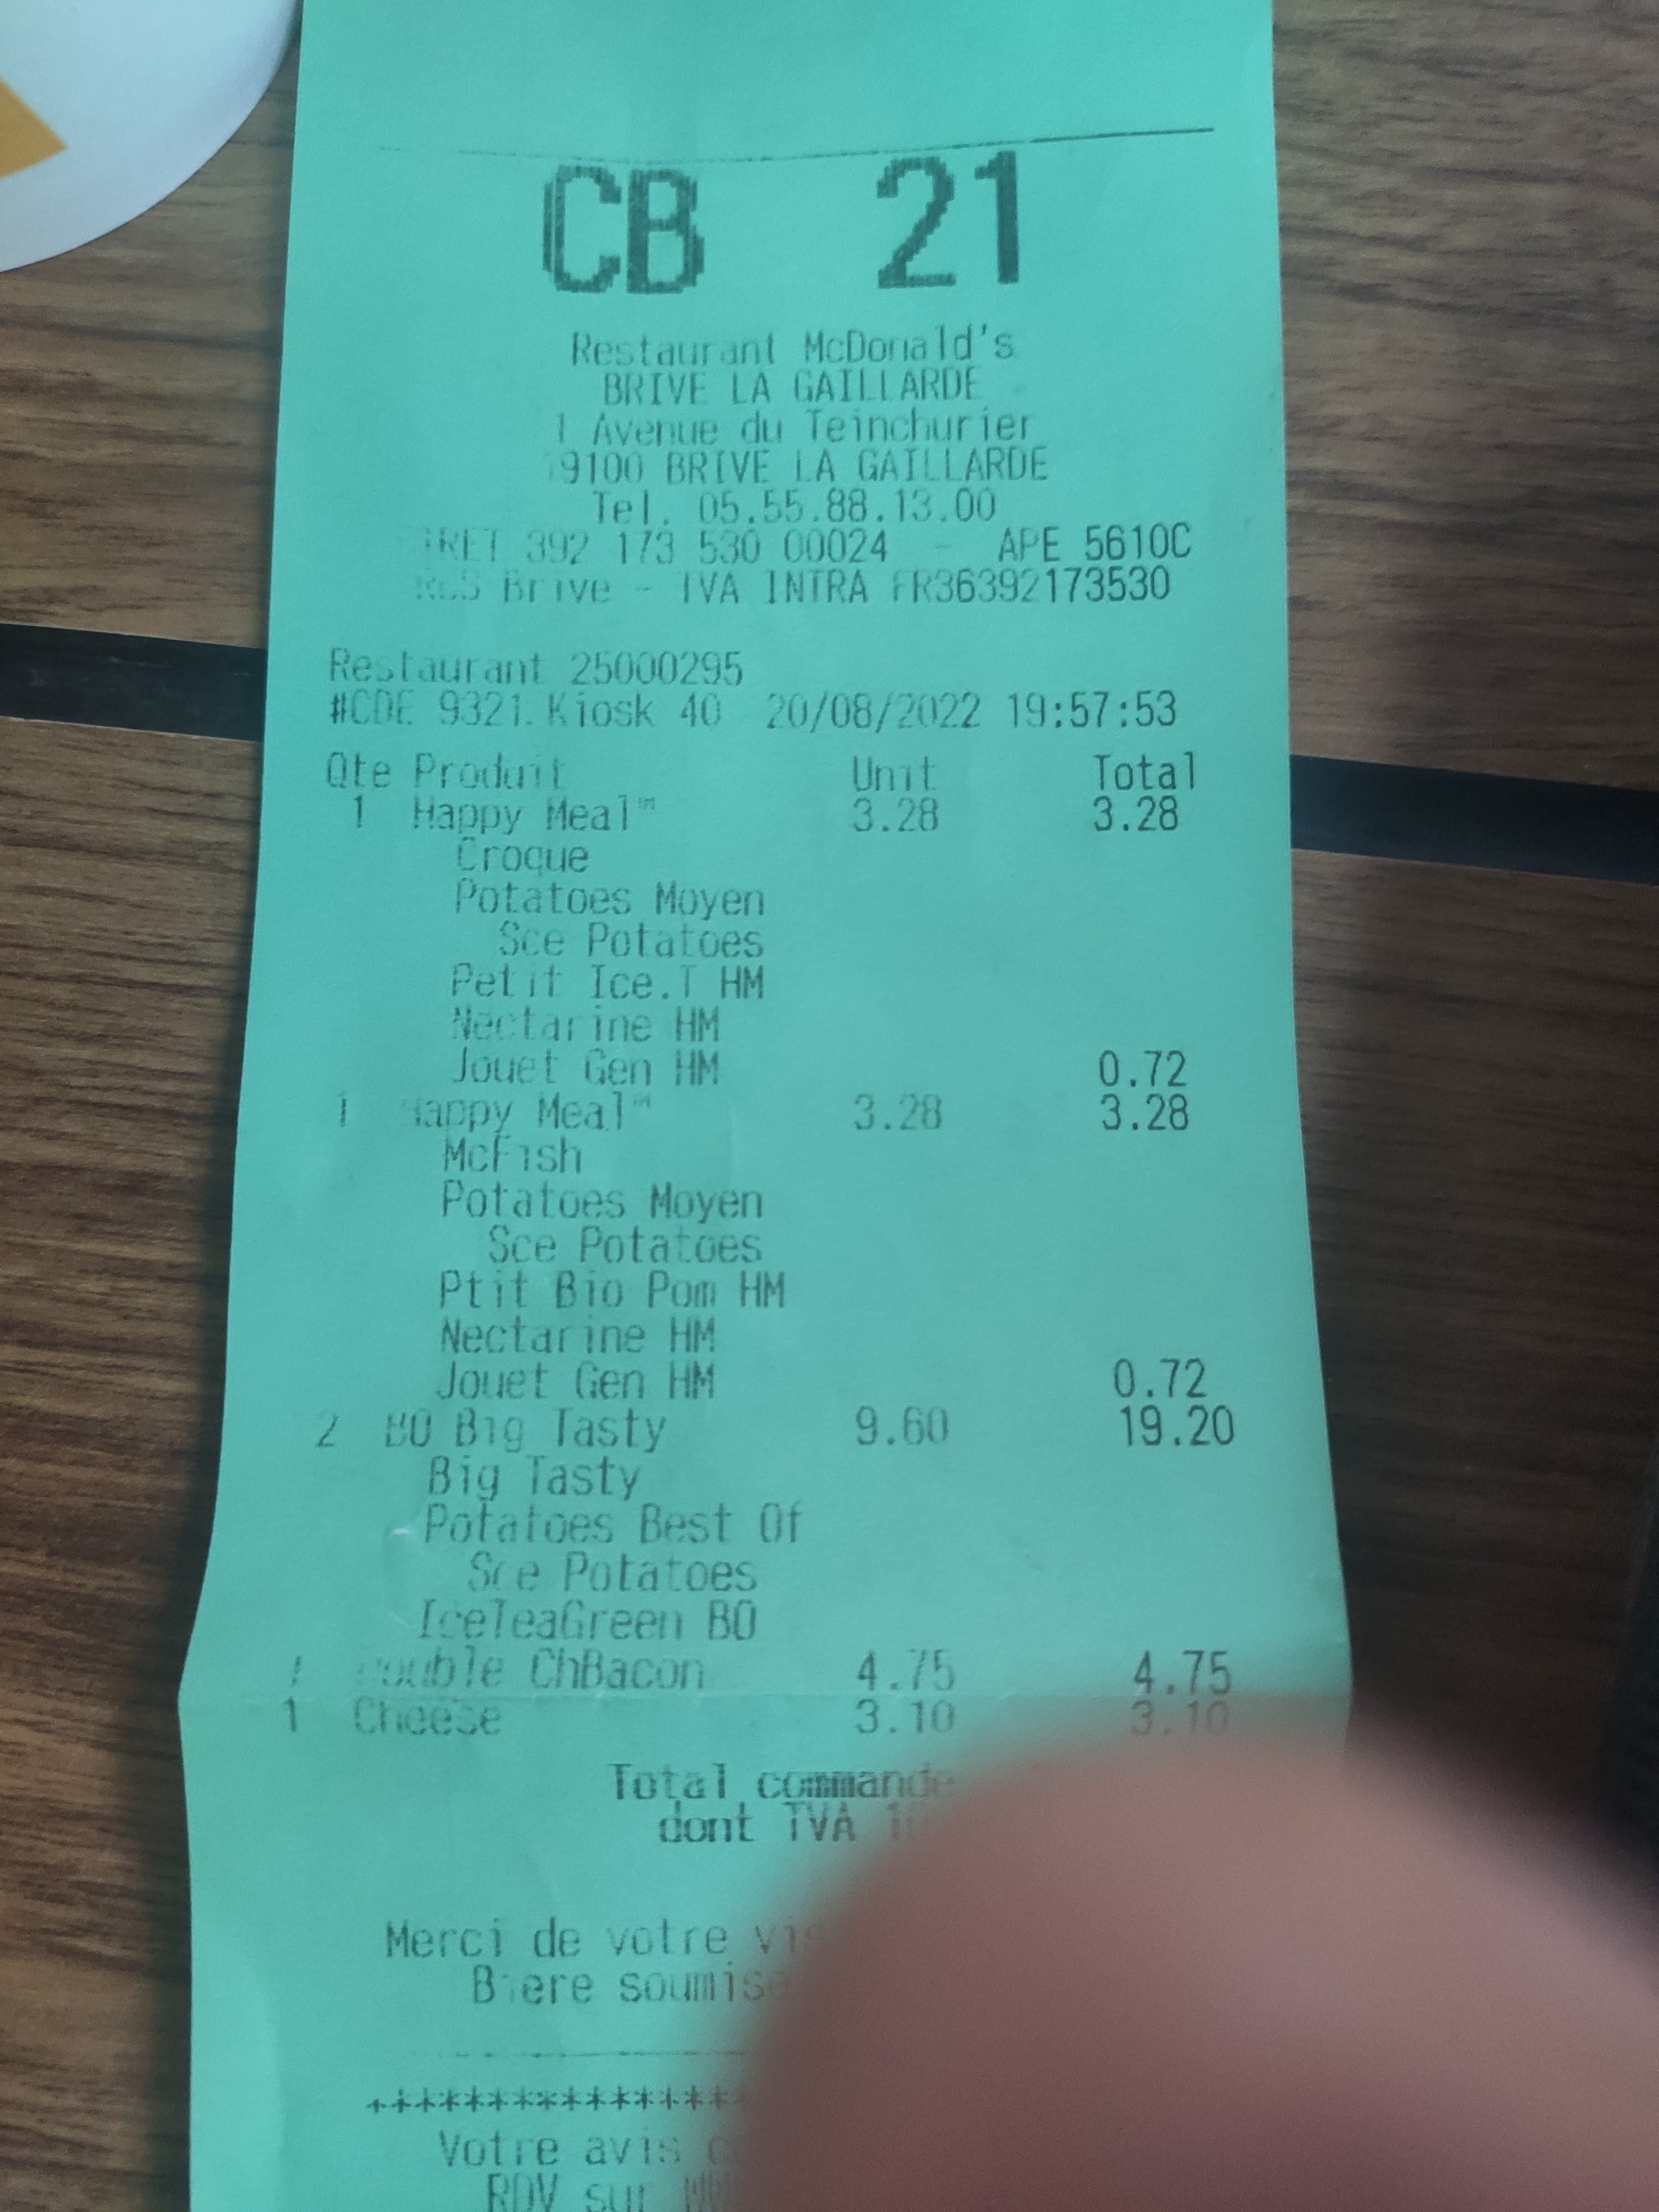 CB 21
Restaurant McDonald's
BRIVE LA GAILLARDE
1 Avenue du Teinchurier
19100 BRIVE LA GAILLARDE
Tel. 05.55.88.13.00
392 173 530 00024 - APE 5610C
RCS Brive - TVA INTRA FR36392173530
Restaurant 25000295
#CDE 9321. Kiosk 40 20/08/2022 19:57:53
Qte Produit Unit Total
1 Happy Meal™ 3.28 3.28
Croque
Potatoes Moyen
Sce Potatoes
Petit Ice.T HM
Nectarine HM
Jouet Gen HM 0.72
1 Happy Meal™ 3.28 3.28
McFish
Potatoes Moyen
Sce Potatoes
Ptit Bio Pom HM
Nectarine HM
Jouet Gen HM 0.72
2 BO Big Tasty 9.60 19.20
Big Tasty
Potatoes Best Of
Sce Potatoes
IceTeaGreen BO
1 Double ChBacon 4.75 4.75
1 Cheese 3.10 3.10
Total commande
dont TVA
Merci de votre
Biere
Votre avis
RDV sur